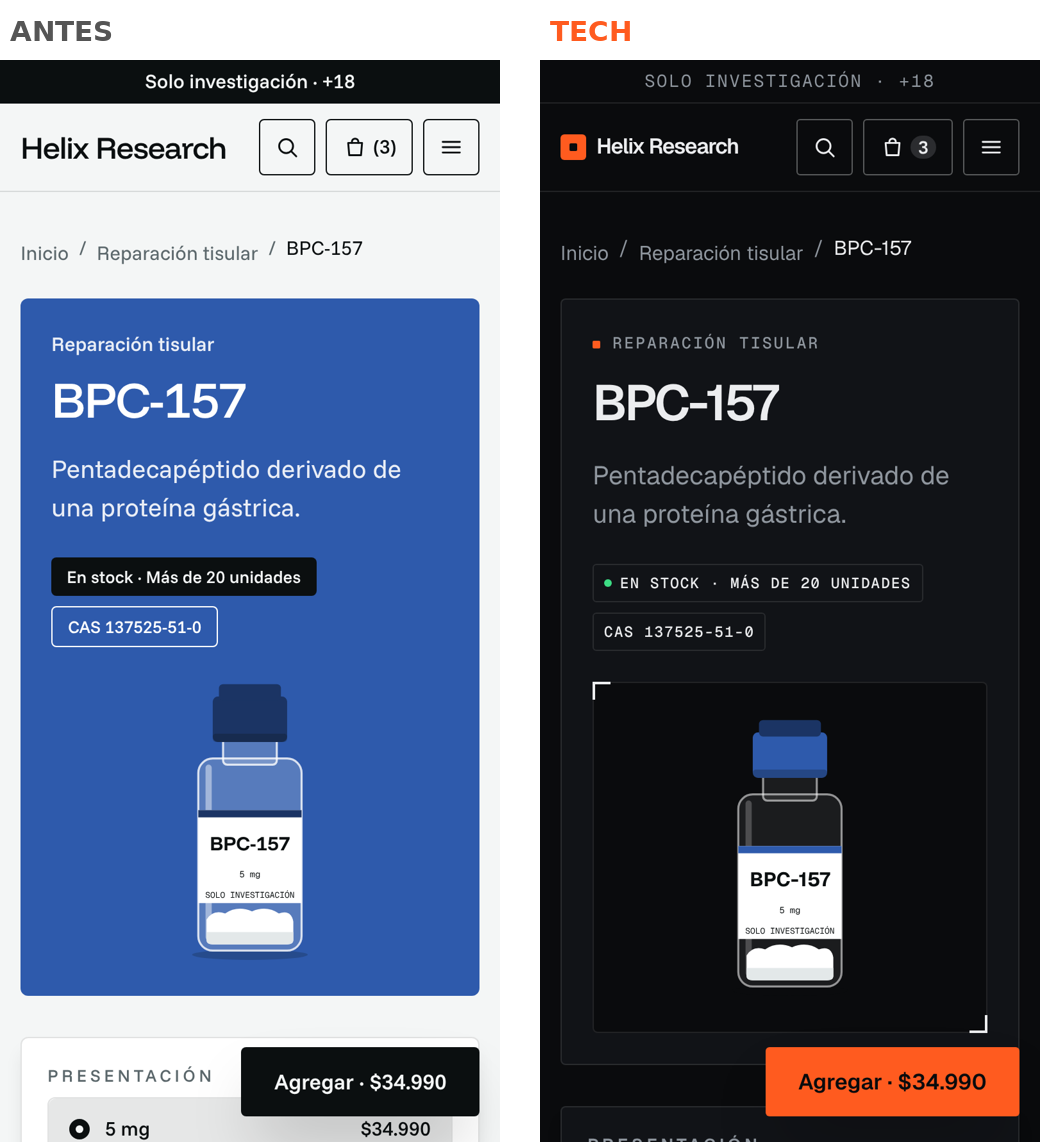 ANTES
Solo investigación · +18
Helix Research
(3)
Inicio / Reparación tisular / BPC-157
Reparación tisular
BPC-157
Pentadecapéptido derivado de
una proteína gástrica.
En stock · Más de 20 unidades
CAS 137525-51-0
BPC-157
5 mg
SOLO INVESTIGACIÓN
PRESENTACIÓN
Agregar · $34.990
5 mg
$34.990
TECH
SOLO INVESTIGACIÓN · +18
Helix Research
3
Inicio / Reparación tisular / BPC-157
REPARACIÓN TISULAR
BPC-157
Pentadecapéptido derivado de
una proteína gástrica.
EN STOCK · MÁS DE 20 UNIDADES
CAS 137525-51-0
BPC-157
5 mg
SOLO INVESTIGACIÓN
Agregar · $34.990
PRESENTACIÓN